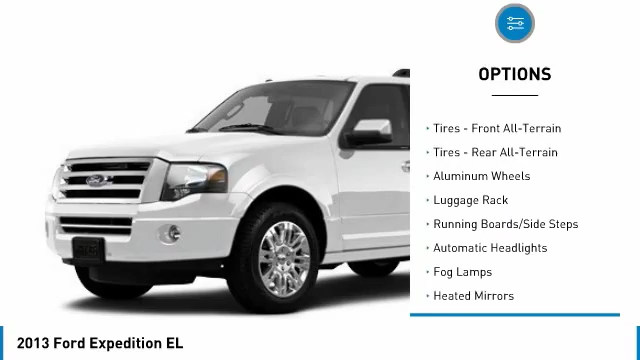 OPTIONS
Tires - Front All-Terrain
Tires - Rear All-Terrain
Aluminum Wheels
Luggage Rack
Running Boards/Side Steps
Automatic Headlights
Fog Lamps
Heated Mirrors
Ford
2013 Ford Expedition EL